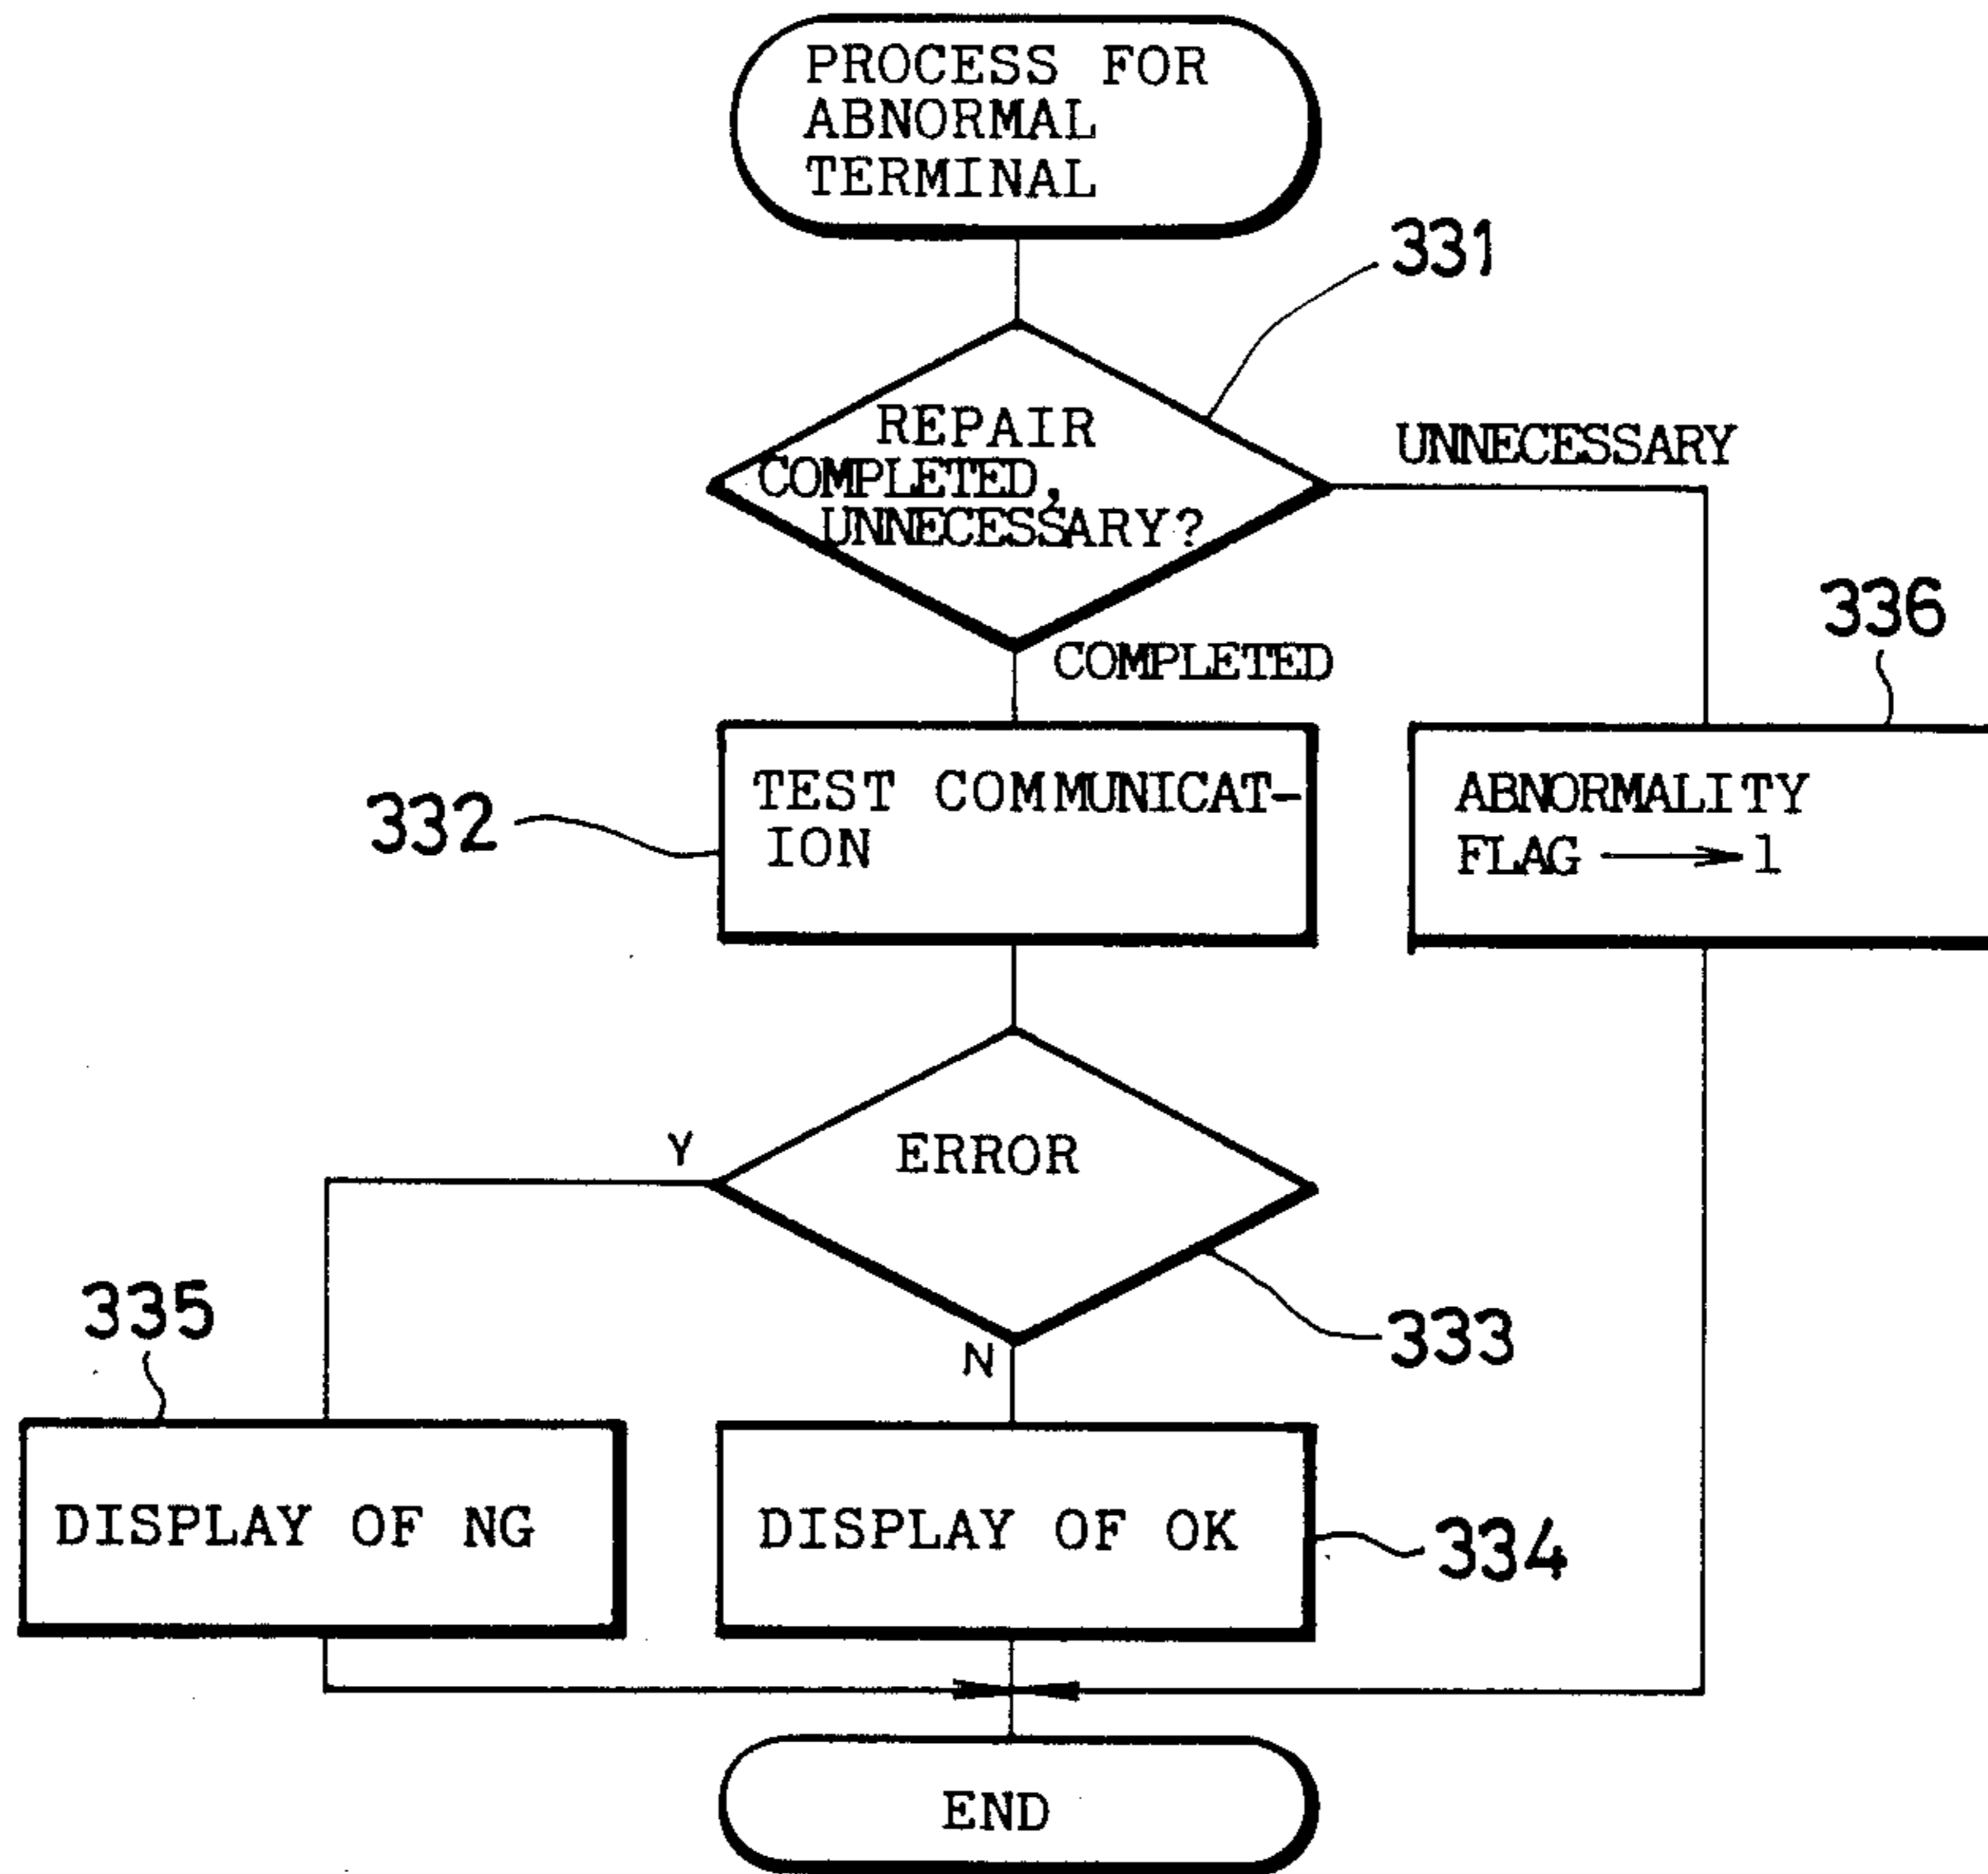 PROCESS FOR
ABNORMAL
TERMINAL
331
REPAIR
COMPLETED,
UNNECESSARY?
UNNECESSARY
336
COMPLETED
332
TEST COMMUNICAT-
ION
ABNORMALITY
FLAG → 1
Y
ERROR
335
N
333
DISPLAY OF NG
DISPLAY OF OK
334
END